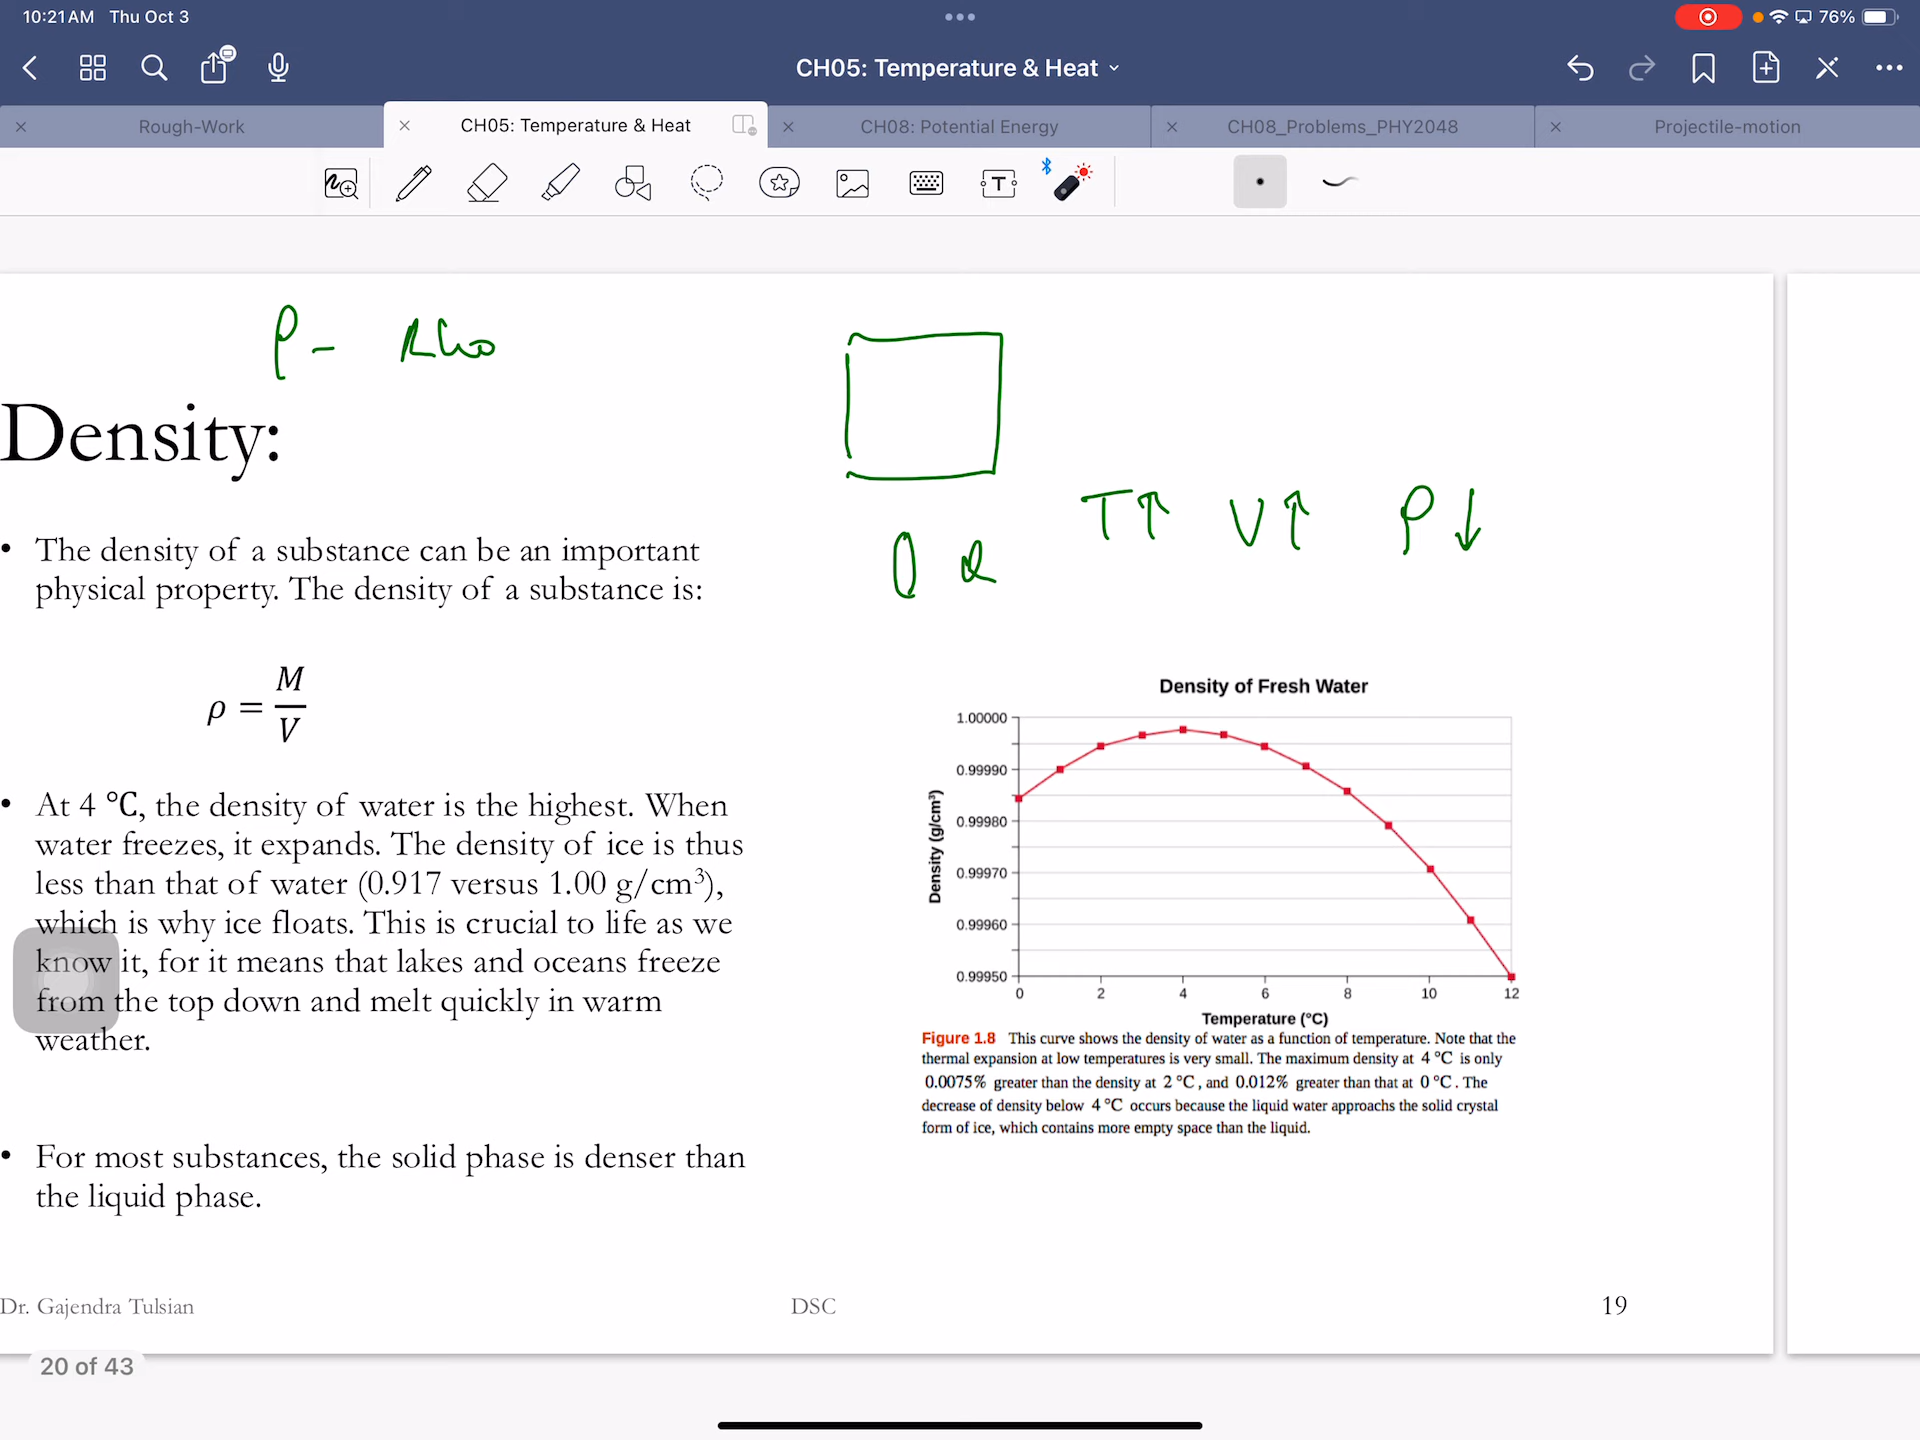 10:21AM Thu Oct 3
76%
CH05: Temperature & Heat
Rough-Work
CH05: Temperature & Heat
CH08: Potential Energy
CH08_Problems_PHY2048
Projectile-motion
ρ - Rho
Density:
T↑ V↑ ρ↓
• The density of a substance can be an important
physical property. The density of a substance is:
ρ = M/V
• At 4 °C, the density of water is the highest. When
water freezes, it expands. The density of ice is thus
less than that of water (0.917 versus 1.00 g/cm³),
which is why ice floats. This is crucial to life as we
know it, for it means that lakes and oceans freeze
from the top down and melt quickly in warm
weather.
• For most substances, the solid phase is denser than
the liquid phase.
Density of Fresh Water
1.00000
0.99990
0.99980
0.99970
0.99960
0.99950
Density (g/cm³)
0 2 4 6 8 10 12
Temperature (°C)
Figure 1.8 This curve shows the density of water as a function of temperature. Note that the
thermal expansion at low temperatures is very small. The maximum density at 4 °C is only
0.0075% greater than the density at 2 °C, and 0.012% greater than that at 0 °C. The
decrease of density below 4 °C occurs because the liquid water approachs the solid crystal
form of ice, which contains more empty space than the liquid.
Dr. Gajendra Tulsian
DSC
19
20 of 43